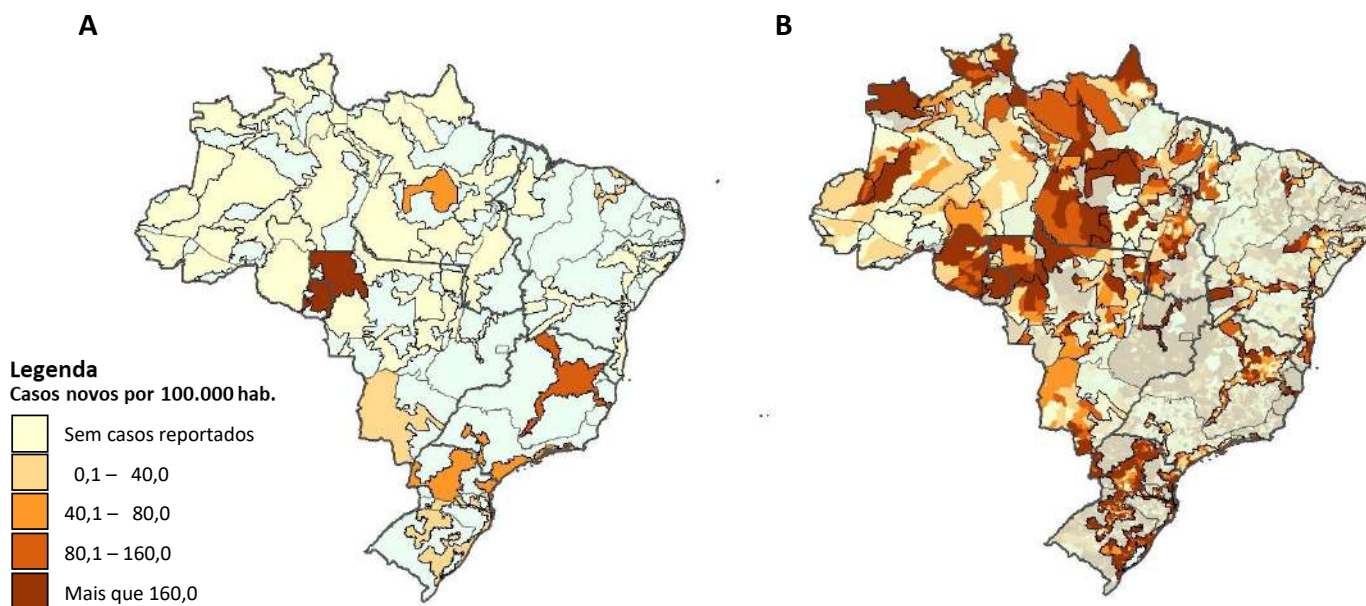 A
B
Legenda
Casos novos por 100.000 hab.
Sem casos reportados
0,1 – 40,0
40,1 – 80,0
80,1 – 160,0
Mais que 160,0